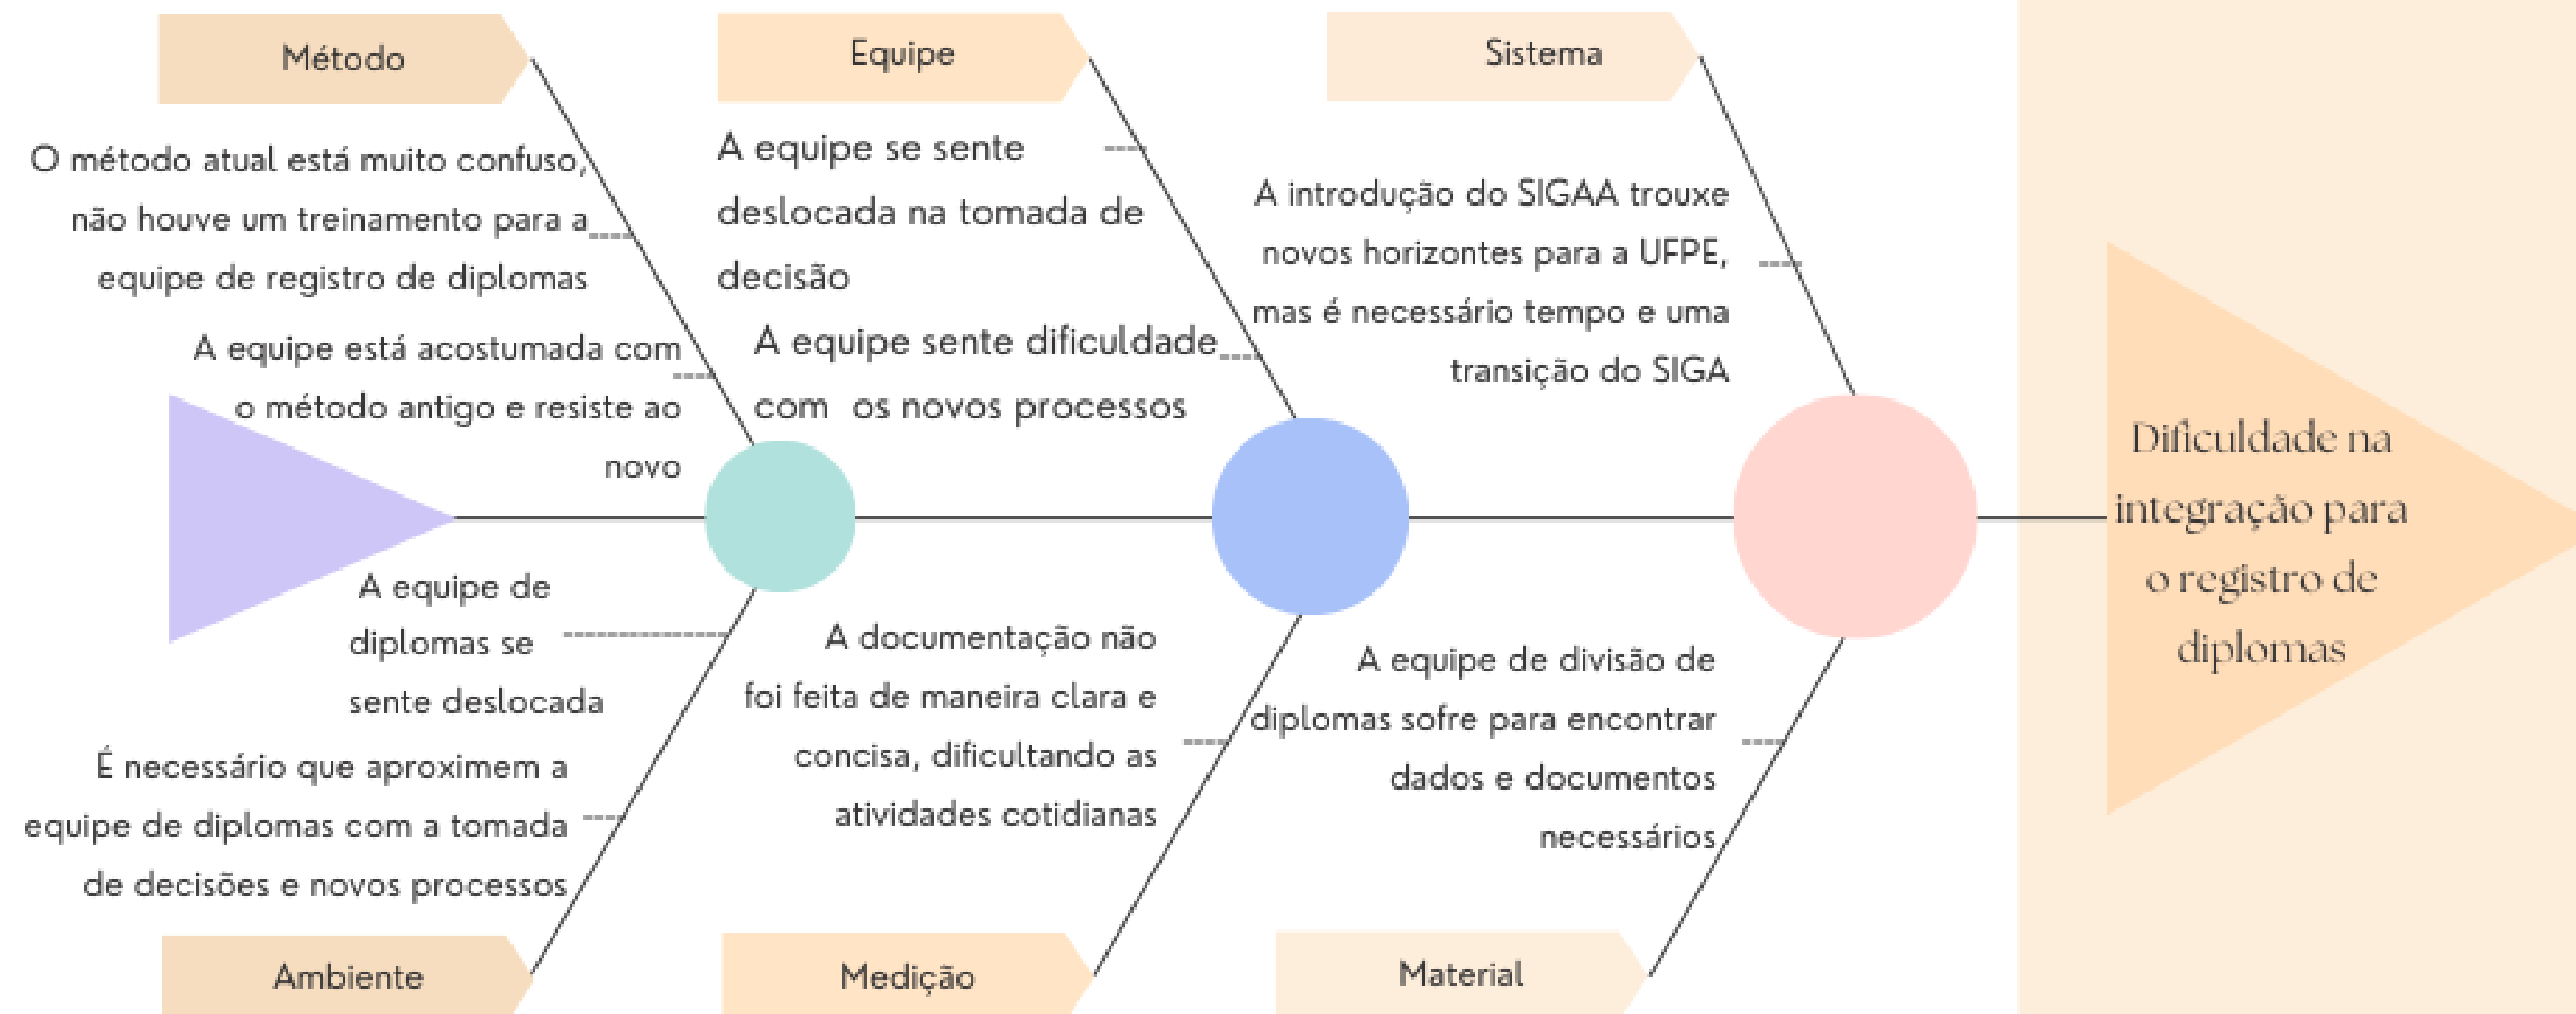 Método
O método atual está muito confuso,
não houve um treinamento para a
equipe de registro de diplomas
A equipe está acostumada com
o método antigo e resiste ao
novo
Equipe
A equipe se sente
deslocada na tomada de
decisão
A equipe sente dificuldade
com os novos processos
Sistema
A introdução do SIGAA trouxe
novos horizontes para a UFPE,
mas é necessário tempo e uma
transição do SIGA
A equipe de
diplomas se
sente deslocada
É necessário que aproximem a
equipe de diplomas com a tomada
de decisões e novos processos
Ambiente
A documentação não
foi feita de maneira clara e
concisa, dificultando as
atividades cotidianas
Medição
A equipe de divisão de
diplomas sofre para encontrar
dados e documentos
necessários
Material
Dificuldade na
integração para
o registro de
diplomas